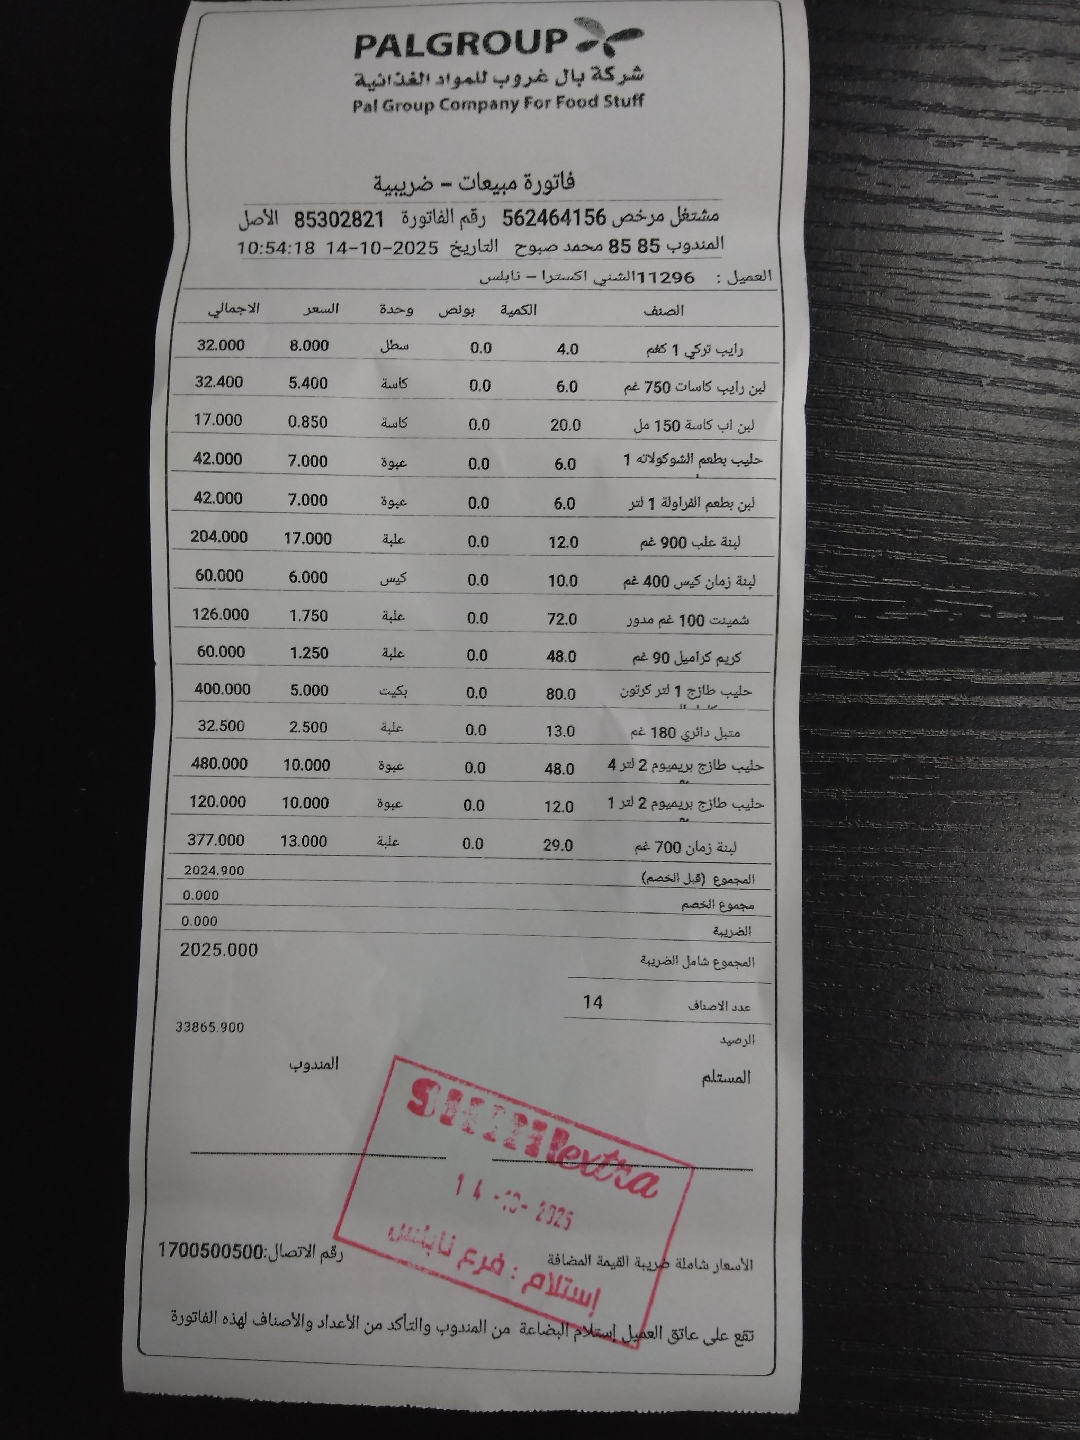 PALGROUP
شركة بال غروب للمواد الغذائية
Pal Group Company For Food Stuff
فاتورة مبيعات – ضريبية
مشتغل مرخص 562464156 رقم الفاتورة 85302821 الأصل
المندوب 85 85 محمد صبوح التاريخ 2025-10-14 10:54:18
العميل : 11296الشني اكسترا – نابلس
الصنف الكمية بونص وحدة السعر الاجمالي
رايب تركي 1 كغم 4.0 0.0 سطل 8.000 32.000
لبن رايب كاسات 750 غم 6.0 0.0 كاسة 5.400 32.400
لبن اب كاسة 150 مل 20.0 0.0 كاسة 0.850 17.000
حليب بطعم الشوكولاته 1 6.0 0.0 عبوة 7.000 42.000
لبن بطعم الفراولة 1 لتر 6.0 0.0 عبوة 7.000 42.000
لبنة علب 900 غم 12.0 0.0 علبة 17.000 204.000
لبنة زمان كيس 400 غم 10.0 0.0 كيس 6.000 60.000
شمينت 100 غم مدور 72.0 0.0 علبة 1.750 126.000
كريم كراميل 90 غم 48.0 0.0 علبة 1.250 60.000
حليب طازج 1 لتر كرتون 80.0 0.0 بكيت 5.000 400.000
متبل دائري 180 غم 13.0 0.0 علبة 2.500 32.500
حليب طازج بريميوم 2 لتر 4 48.0 0.0 عبوة 10.000 480.000
حليب طازج بريميوم 2 لتر 1 12.0 0.0 عبوة 10.000 120.000
لبنة زمان 700 غم 29.0 0.0 علبة 13.000 377.000
المجموع (قبل الخصم) 2024.900
مجموع الخصم 0.000
الضريبة 0.000
المجموع شامل الضريبة 2025.000
عدد الاصناف 14
الرصيد 33865.900
المستلم المندوب
extra
14 -10- 2025
إستلام : فرع نابلس
الأسعار شاملة ضريبة القيمة المضافة رقم الاتصال:1700500500
تقع على عاتق العميل إستلام البضاعة من المندوب والتأكد من الأعداد والأصناف لهذه الفاتورة